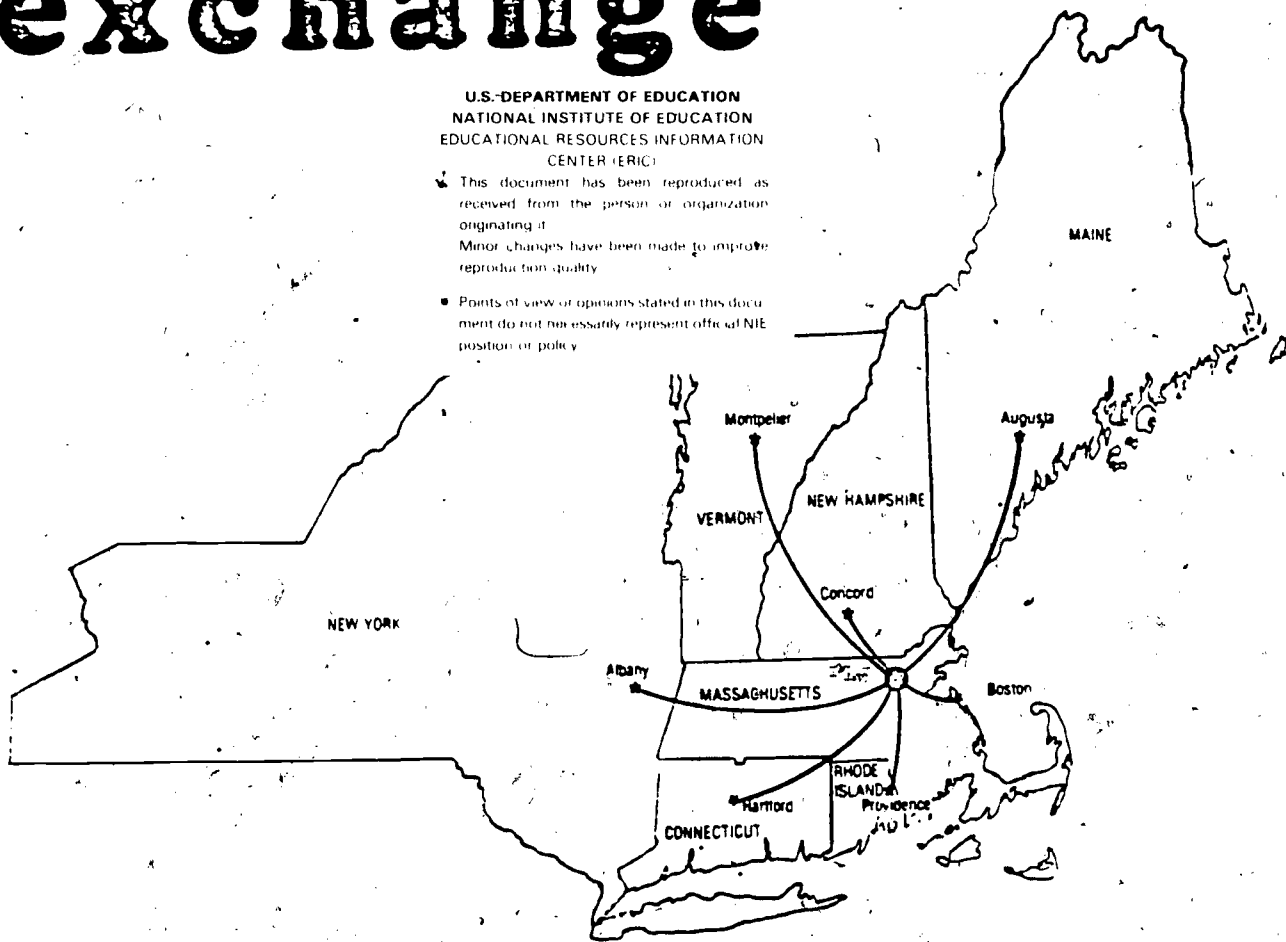 exchange
U.S. DEPARTMENT OF EDUCATION
NATIONAL INSTITUTE OF EDUCATION
EDUCATIONAL RESOURCES INFORMATION
CENTER (ERIC)
This document has been reproduced as
received from the person or organization
originating it
Minor changes have been made to improve
reproduction quality
• Points of view or opinions stated in this docu
ment do not necessarily represent official NIE
position or policy
MAINE
Montpelier
Augusta
VERMONT
NEW HAMPSHIRE
Concord
NEW YORK
Albany
MASSACHUSETTS
Boston
RHODE
ISLAND
Hartford
Providence
CONNECTICUT